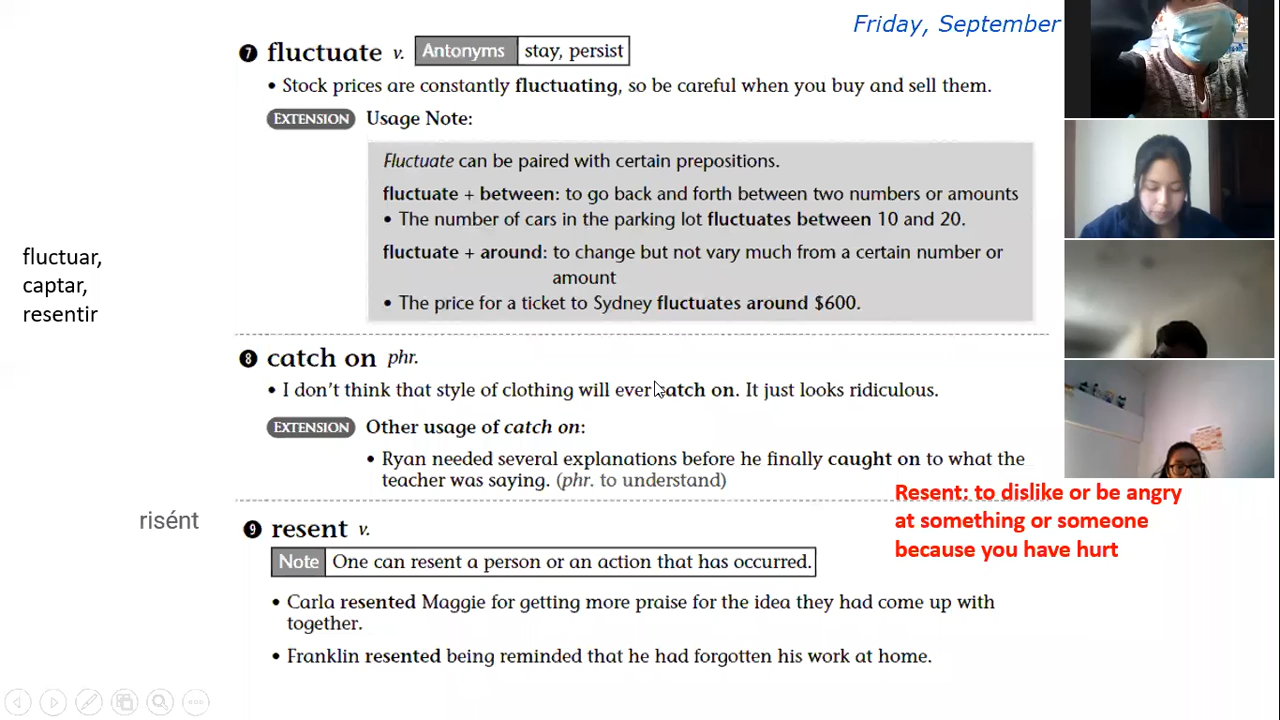 Friday, September
7 fluctuate v. Antonyms stay, persist
• Stock prices are constantly fluctuating, so be careful when you buy and sell them.
EXTENSION Usage Note:
Fluctuate can be paired with certain prepositions.
fluctuate + between: to go back and forth between two numbers or amounts
• The number of cars in the parking lot fluctuates between 10 and 20.
fluctuate + around: to change but not vary much from a certain number or
amount
• The price for a ticket to Sydney fluctuates around $600.
fluctuar,
captar,
resentir
8 catch on phr.
• I don't think that style of clothing will ever catch on. It just looks ridiculous.
EXTENSION Other usage of catch on:
• Ryan needed several explanations before he finally caught on to what the
teacher was saying. (phr. to understand)
Resent: to dislike or be angry
at something or someone
because you have hurt
risént
9 resent v.
Note One can resent a person or an action that has occurred.
• Carla resented Maggie for getting more praise for the idea they had come up with
together.
• Franklin resented being reminded that he had forgotten his work at home.